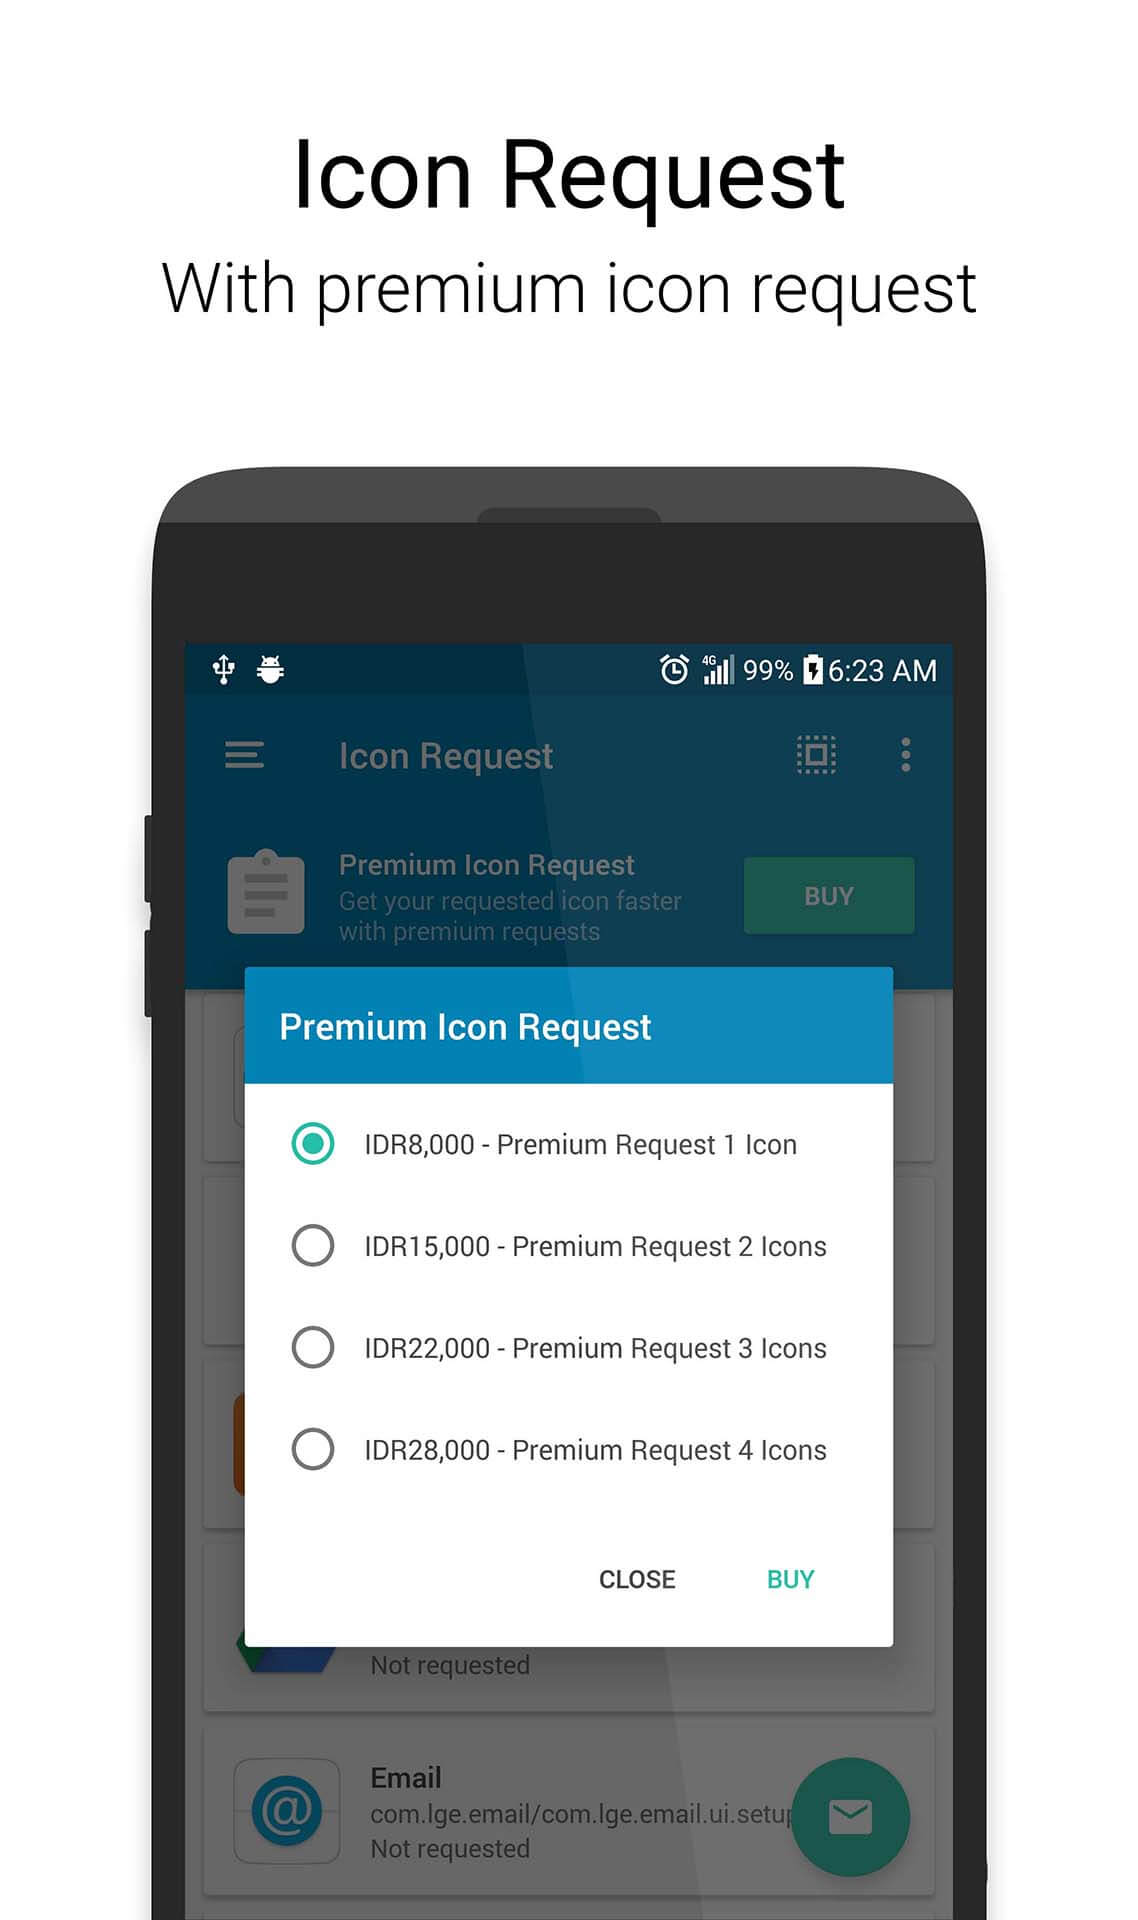 Icon Request
With premium icon request
4G 99% 6:23 AM
Icon Request
Premium Icon Request
Get your requested icon faster
with premium requests
BUY
Premium Icon Request
IDR8,000 - Premium Request 1 Icon
IDR15,000 - Premium Request 2 Icons
IDR22,000 - Premium Request 3 Icons
IDR28,000 - Premium Request 4 Icons
CLOSE BUY
Not requested
Email
com.lge.email/com.lge.email.ui.setup
Not requested